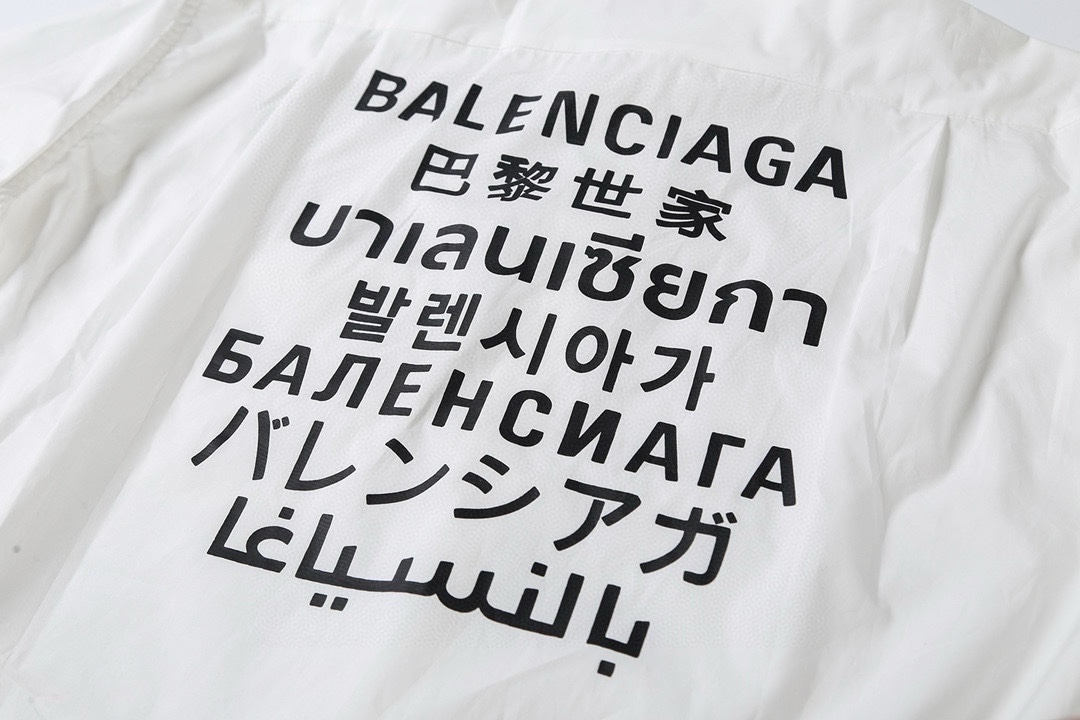 BALENCIAGA
巴黎世家
บาเลนเซียกา
발렌시아가
БАЛЕНСИАГА
バレンシアガ
بالنسياغا